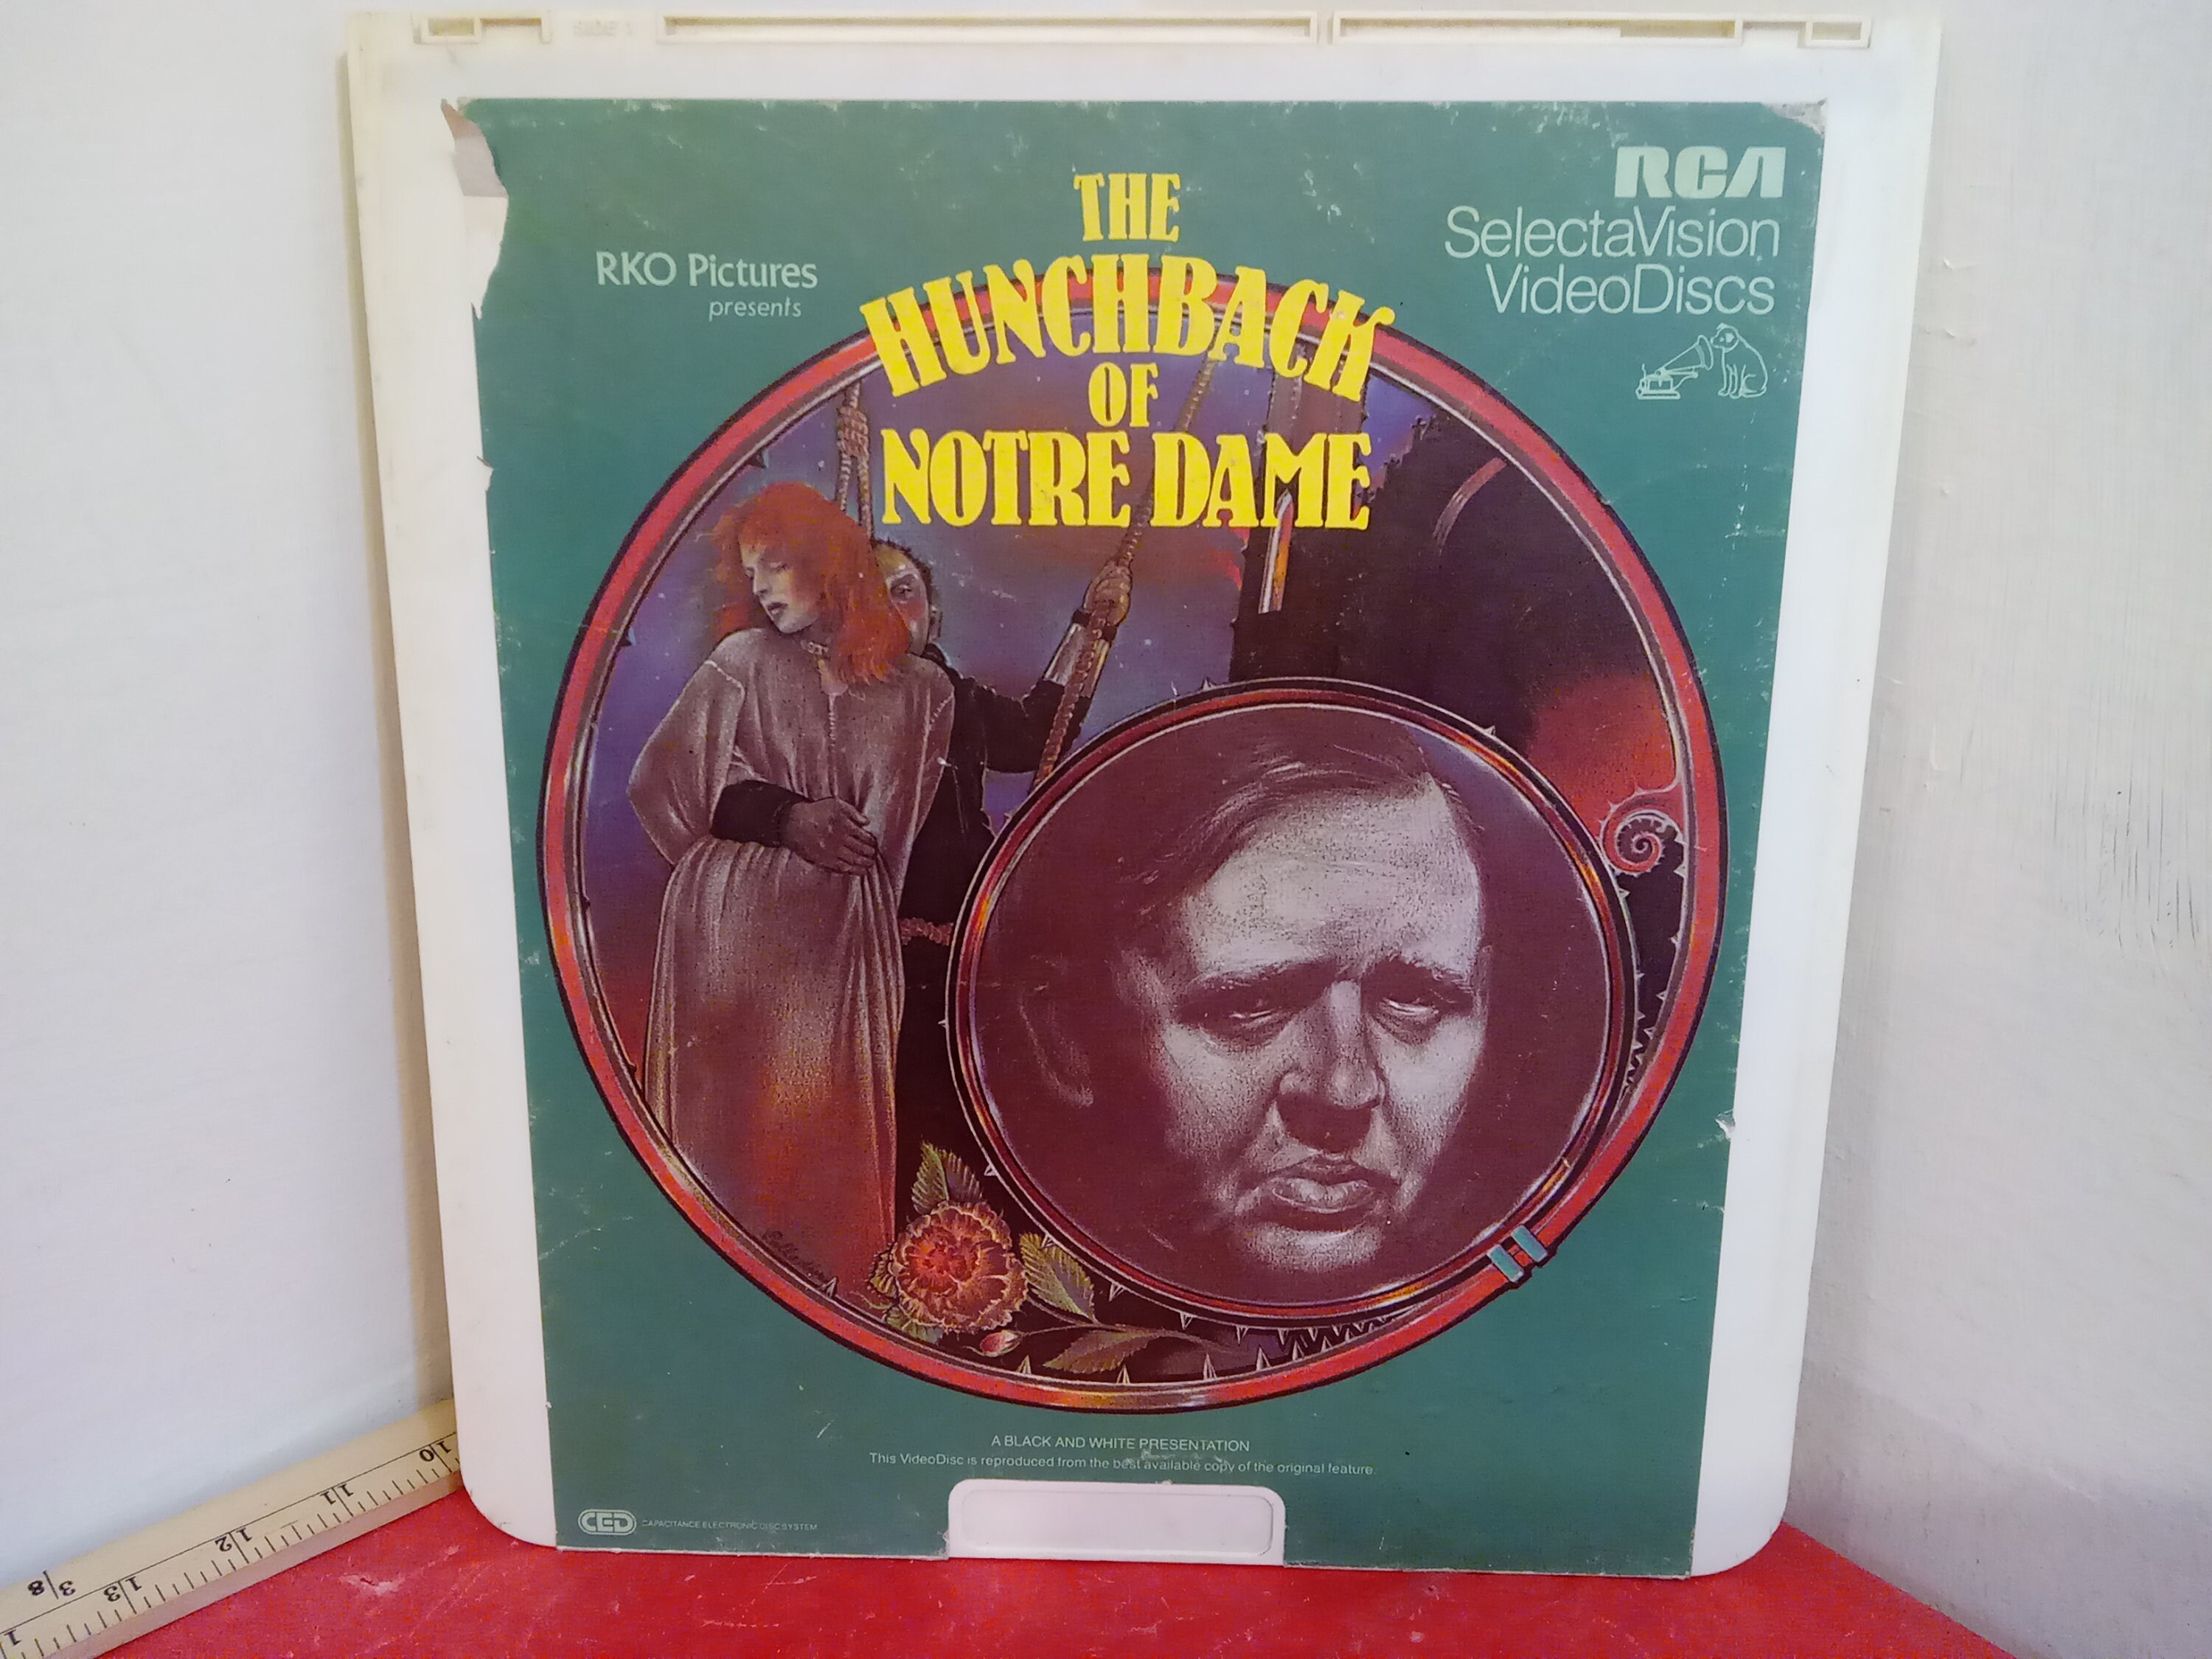 THE
HUNCHBACK
OF
NOTRE DAME
RKO Pictures
presents
RCA
SelectaVision
VideoDiscs
A BLACK AND WHITE PRESENTATION
This VideoDisc is reproduced from the best available copy of the original feature.
CED CAPACITANCE ELECTRONIC DISC SYSTEM
10
11
12
13
3/8
1